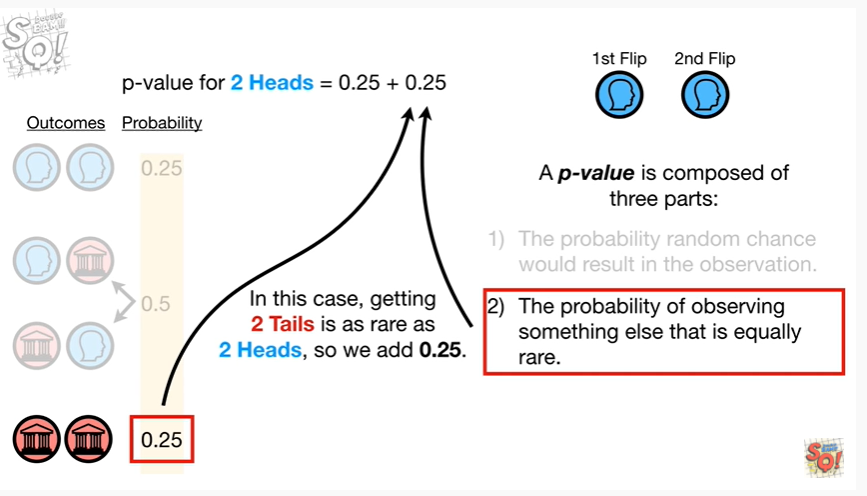 SQ!
p-value for 2 Heads = 0.25 + 0.25
1st Flip 2nd Flip
Outcomes Probability
0.25
0.5
0.25
In this case, getting
2 Tails is as rare as
2 Heads, so we add 0.25.
A p-value is composed of
three parts:
1) The probability random chance
would result in the observation.
2) The probability of observing
something else that is equally
rare.
SQ!